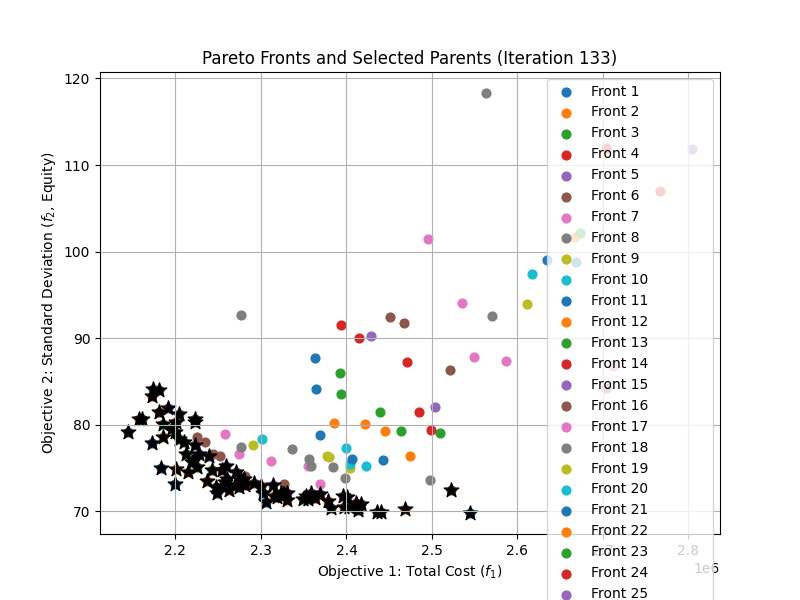 Pareto Fronts and Selected Parents (Iteration 133)
Objective 2: Standard Deviation (f₂, Equity)
120
110
100
90
80
70
2.2
2.3
2.4
2.5
2.6
2.7
2.8
1e6
Objective 1: Total Cost (f₁)
Front 1
Front 2
Front 3
Front 4
Front 5
Front 6
Front 7
Front 8
Front 9
Front 10
Front 11
Front 12
Front 13
Front 14
Front 15
Front 16
Front 17
Front 18
Front 19
Front 20
Front 21
Front 22
Front 23
Front 24
Front 25